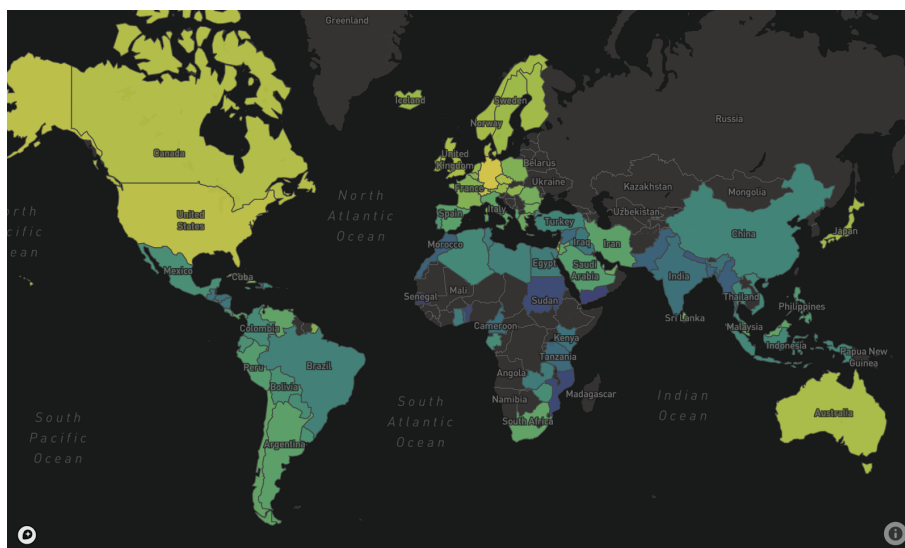 Greenland
Iceland
Sweden
Norway
Russia
Canada
United
Kingdom
Belarus
Ukraine
France
Kazakhstan
Mongolia
Uzbekistan
North
Atlantic
Ocean
United
States
Spain
Italy
Turkey
China
Japan
orth
cific
ean
Morocco
Iraq
Iran
Egypt
Saudi
Arabia
India
Mexico
Cuba
Senegal
Mali
Sudan
Thailand
Philippines
Colombia
Cameroon
Sri Lanka
Malaysia
Kenya
Indonesia
Papua New
Guinea
Tanzania
Peru
Brazil
Bolivia
Angola
Namibia
Madagascar
South
Pacific
Ocean
South
Atlantic
Ocean
Indian
Ocean
South Africa
Australia
Argentina